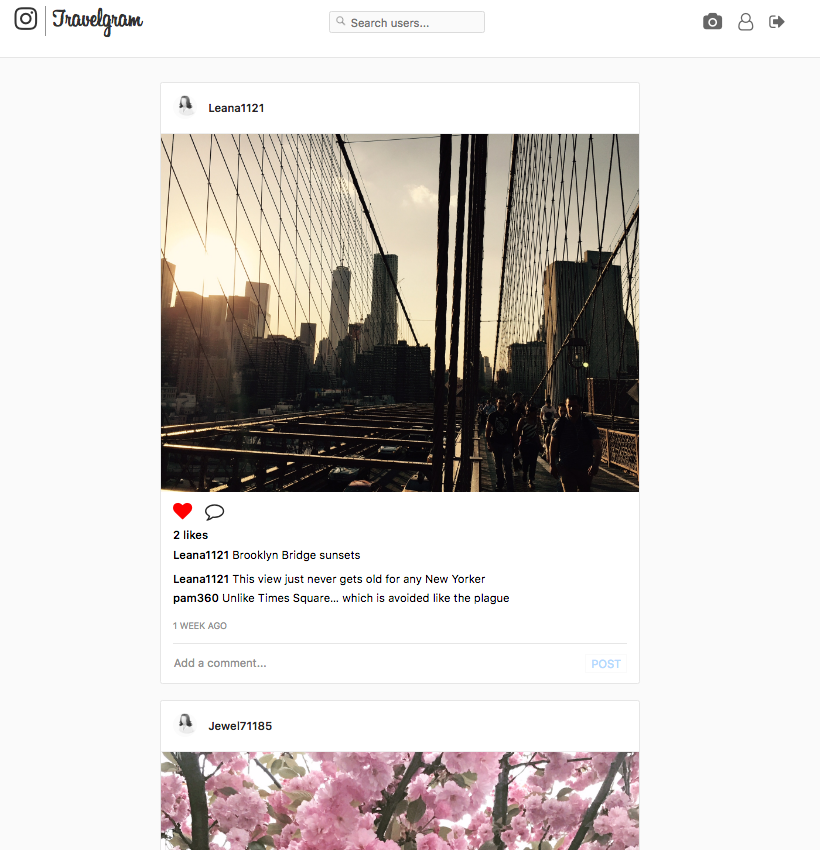 Travelgram
Search users...
Leana1121
2 likes
Leana1121 Brooklyn Bridge sunsets
Leana1121 This view just never gets old for any New Yorker
pam360 Unlike Times Square... which is avoided like the plague
1 WEEK AGO
Add a comment...
POST
Jewel71185